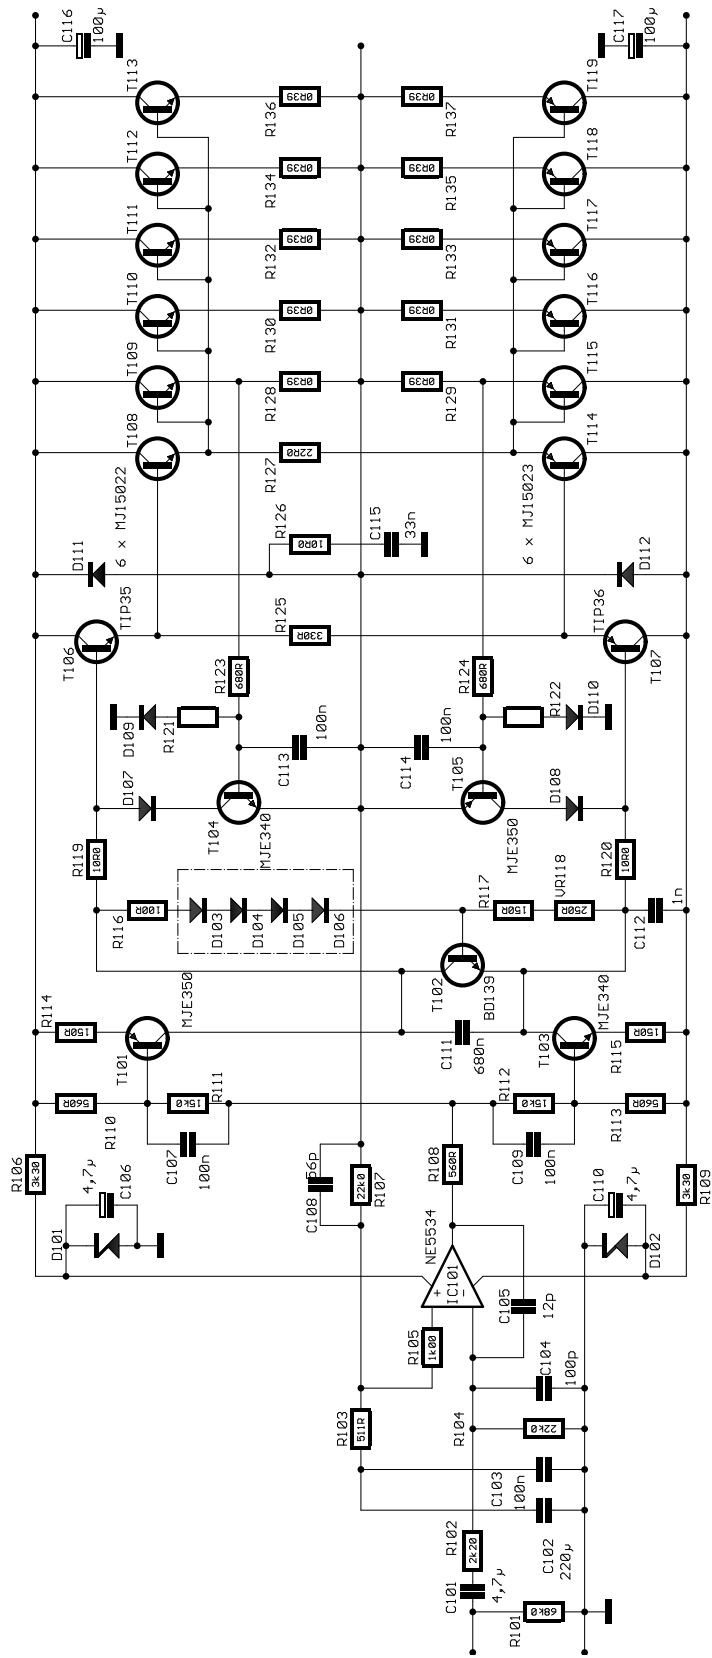 C116
100µ
C117
100µ
T113
T119
R136
0R39
R137
0R39
T112
T118
R134
0R39
R135
0R39
T111
T117
R132
0R39
R133
0R39
T110
T116
R130
0R39
R131
0R39
T109
T115
R128
0R39
R129
0R39
T108
T114
R127
22R0
6 × MJ15022
6 × MJ15023
R126
10R0
C115
33n
D111
D112
TIP35
TIP36
R125
330R
T106
T107
R123
680R
R124
680R
D109
R121
R122
D110
100n
C113
100n
C114
D107
T104
MJE340
T105
MJE350
D108
R119
10R0
R120
10R0
R116
100R
D103
D104
D105
D106
R117
150R
VR118
250R
C112
1n
T102
BD139
R114
150R
MJE350
T101
C111
680n
T103
MJE340
R115
150R
R110
560R
R111
15k0
R112
15k0
R113
560R
C107
100n
C109
100n
R106
3k30
56p
C108
22k0
R107
R108
560R
3k30
R109
4,7µ
C106
D101
C110
4,7µ
D102
NE5534
IC101
+
−
C105
12p
R105
1k00
R103
511R
R104
22k0
C104
100p
C103
100n
C102
220µ
R102
2k20
C101
4,7µ
R101
68k0